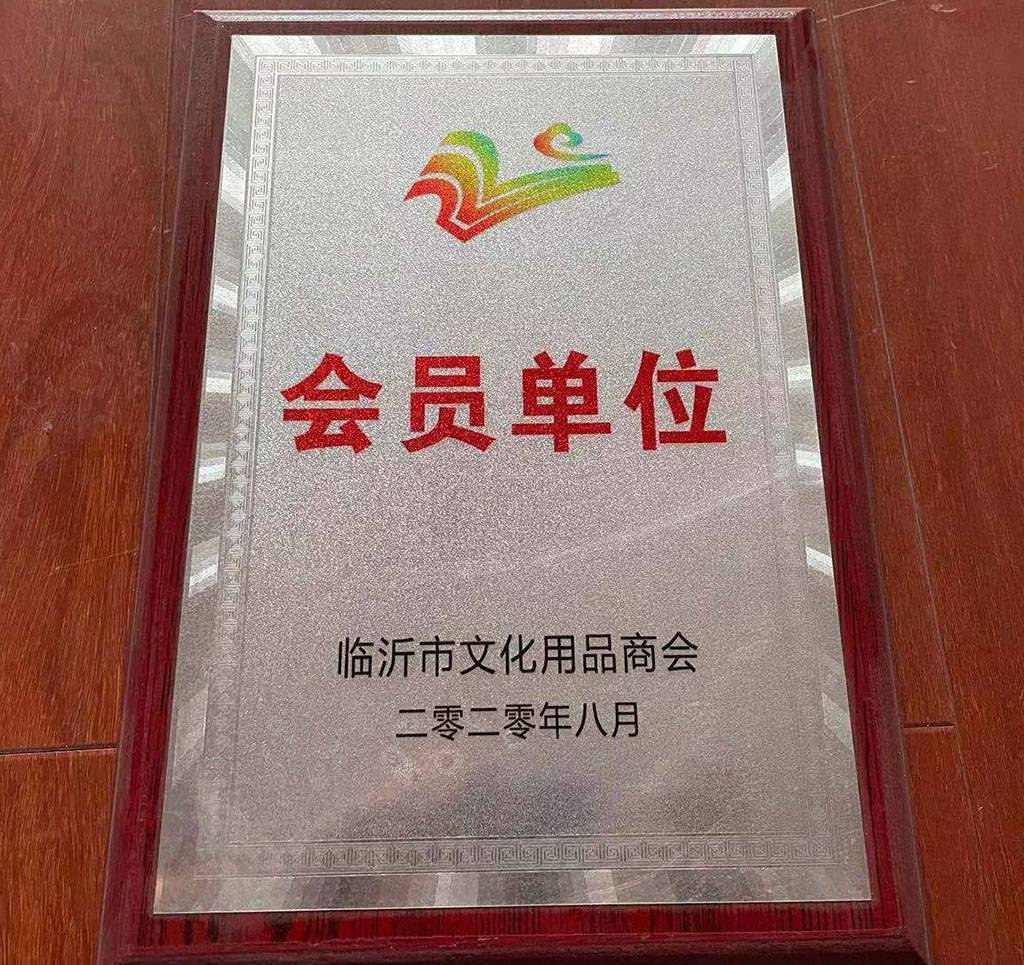 会员单位
临沂市文化用品商会
二零二零年八月